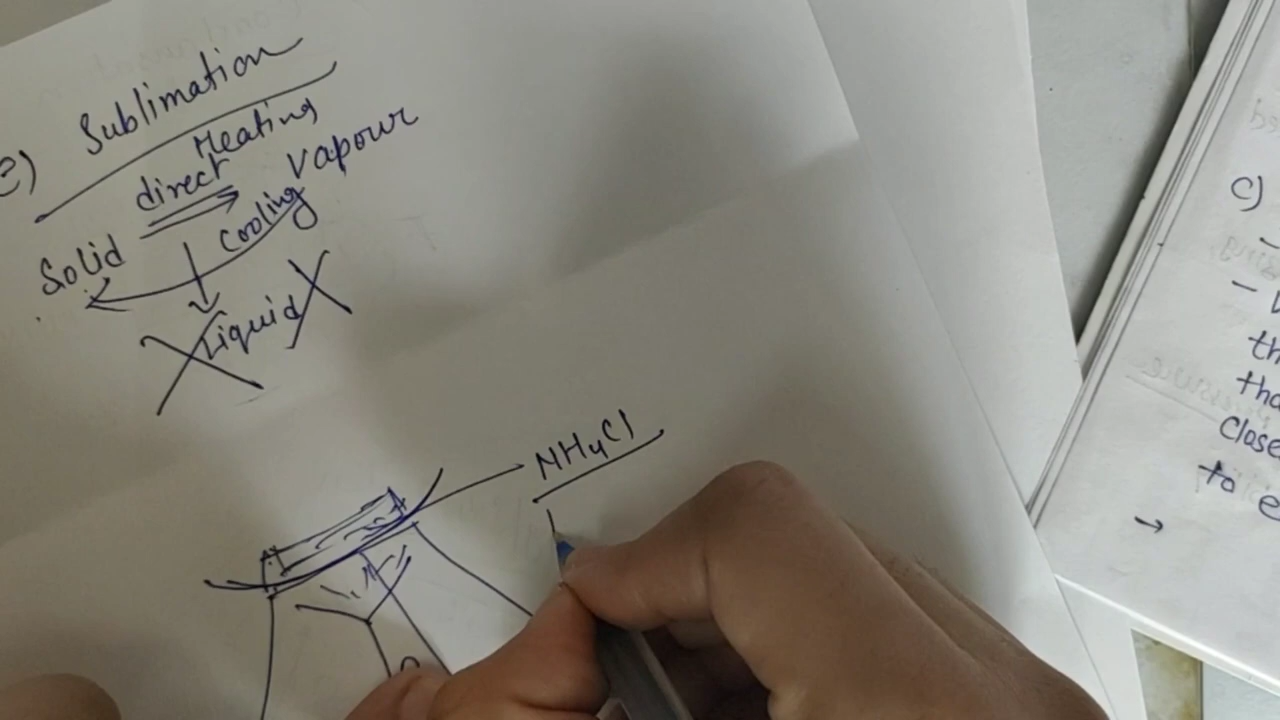 e) Sublimation
Heating
direct
Solid Vapour
Cooling
Liquid
NH4Cl
c)
-
-
th
tha
close
to e
→